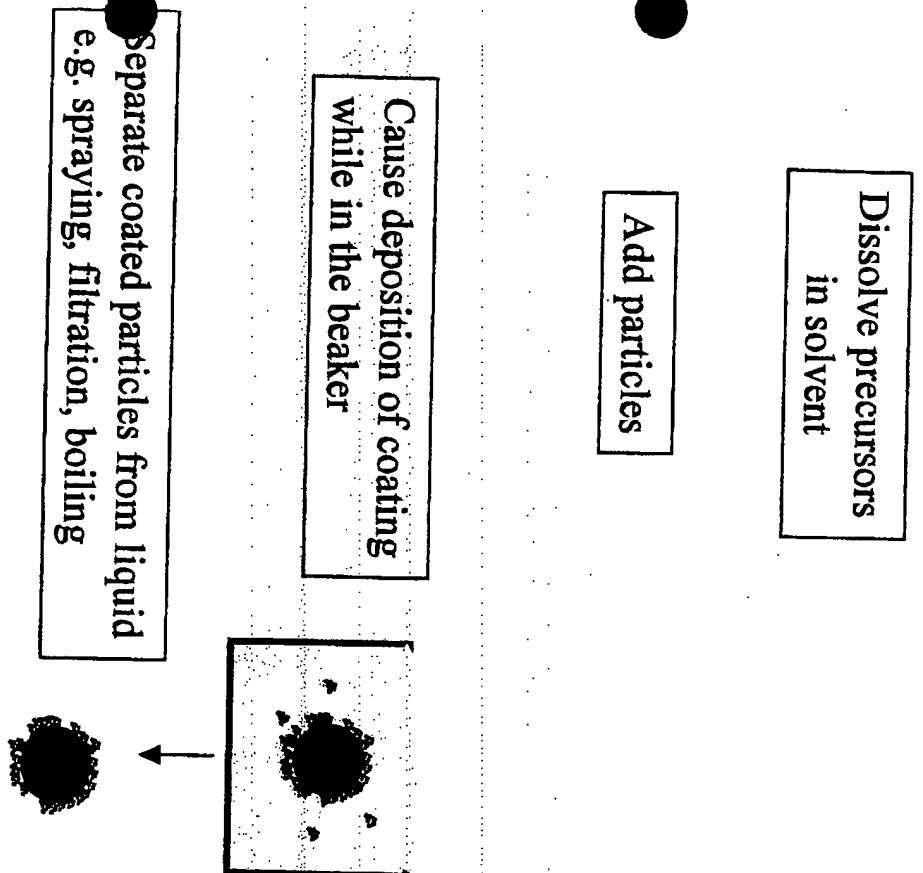 Dissolve precursors
in solvent
Add particles
Cause deposition of coating
while in the beaker
Separate coated particles from liquid
e.g. spraying, filtration, boiling